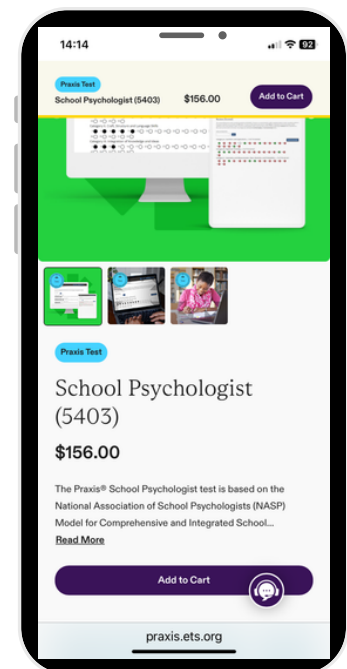 14:14
92
Praxis Test
School Psychologist (5403)
$156.00
Add to Cart
Praxis Test
School Psychologist
(5403)
$156.00
The Praxis® School Psychologist test is based on the
National Association of School Psychologists (NASP)
Model for Comprehensive and Integrated School...
Read More
Add to Cart
praxis.ets.org